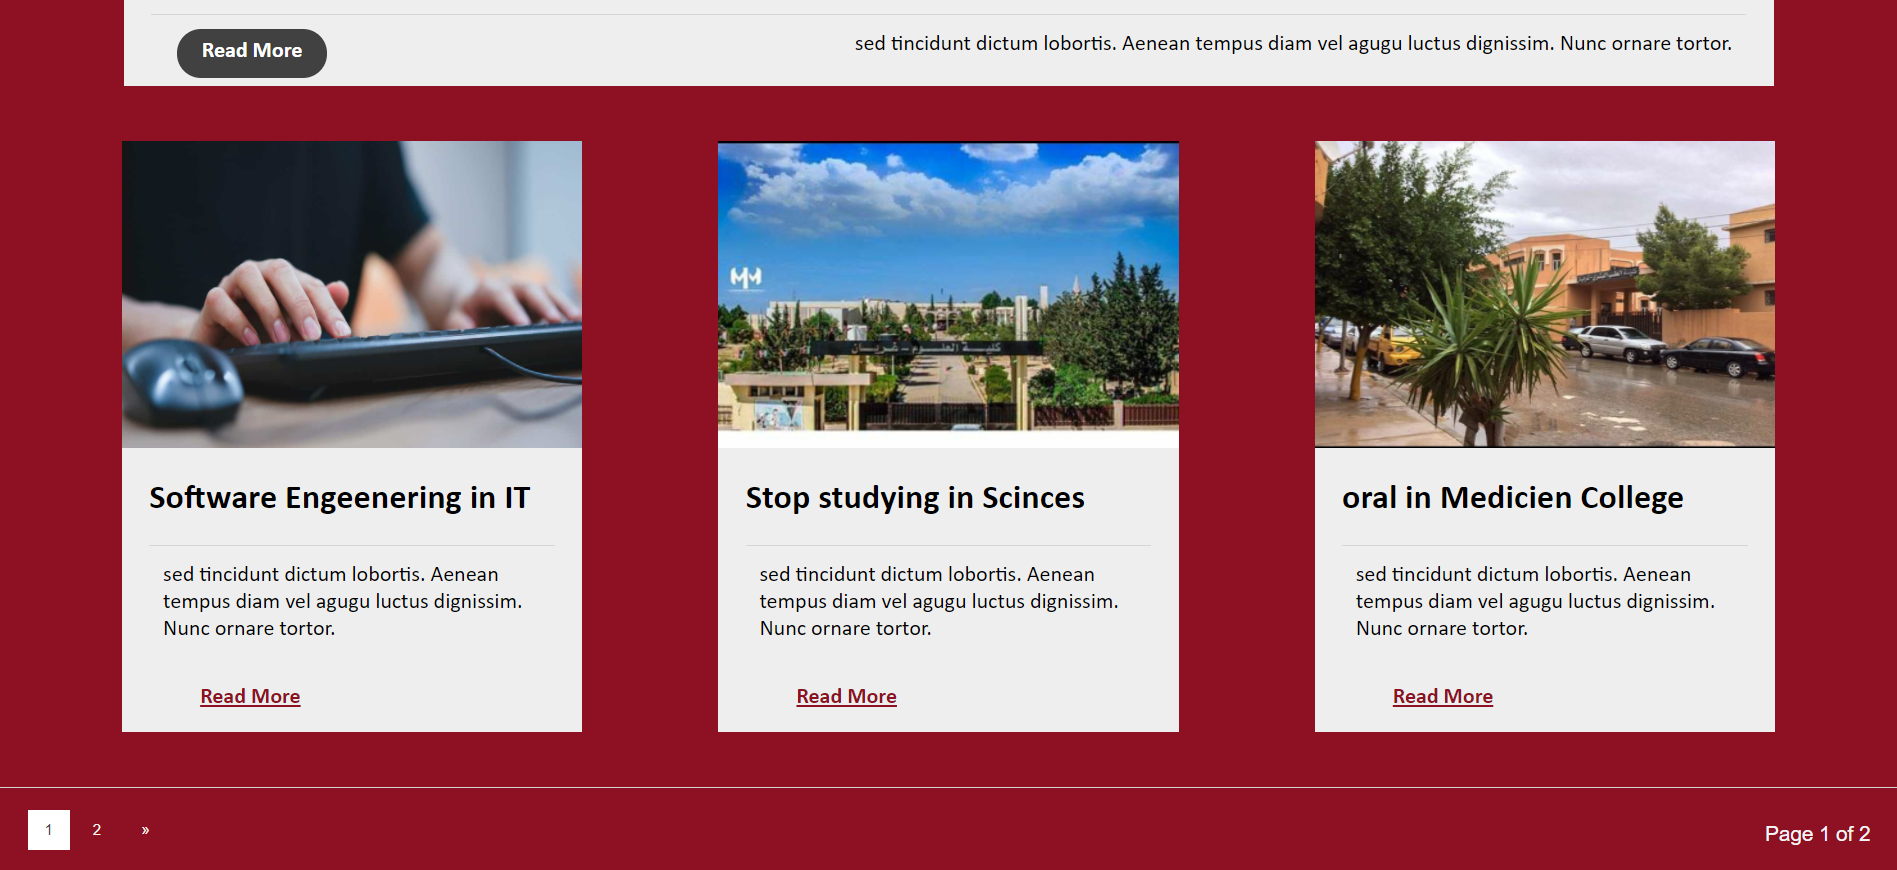 Read More
sed tincidunt dictum lobortis. Aenean tempus diam vel agugu luctus dignissim. Nunc ornare tortor.
كليـــة العلـــوم - غريـــان
Software Engeenering in IT
sed tincidunt dictum lobortis. Aenean
tempus diam vel agugu luctus dignissim.
Nunc ornare tortor.
Read More
Stop studying in Scinces
sed tincidunt dictum lobortis. Aenean
tempus diam vel agugu luctus dignissim.
Nunc ornare tortor.
Read More
oral in Medicien College
sed tincidunt dictum lobortis. Aenean
tempus diam vel agugu luctus dignissim.
Nunc ornare tortor.
Read More
1 2 »
Page 1 of 2